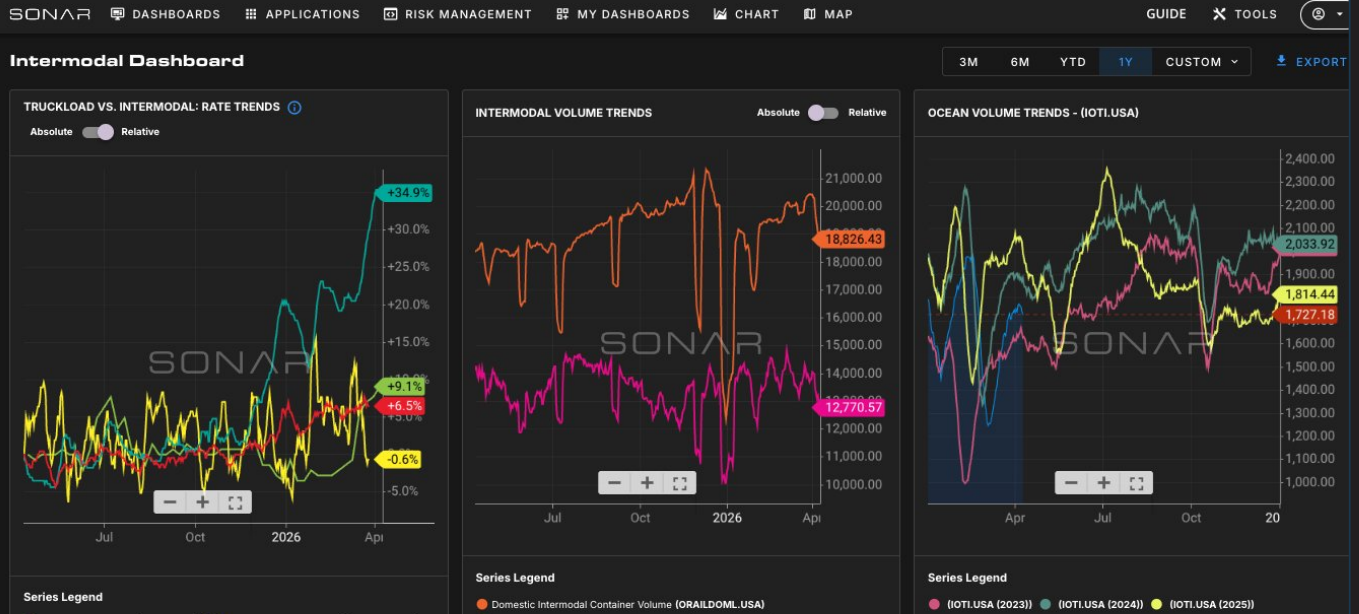 SONAR DASHBOARDS APPLICATIONS RISK MANAGEMENT MY DASHBOARDS CHART MAP GUIDE TOOLS
Intermodal Dashboard
3M 6M YTD 1Y CUSTOM EXPORT
TRUCKLOAD VS. INTERMODAL: RATE TRENDS
Absolute Relative
+34.9%
+30.0%
+25.0%
+20.0%
+15.0%
+9.1%
+6.5%
+5.0%
-0.6%
-5.0%
SONAR
Jul Oct 2026 Apr
Series Legend
INTERMODAL VOLUME TRENDS
Absolute Relative
21,000.00
20,000.00
18,826.43
18,000.00
17,000.00
16,000.00
15,000.00
14,000.00
12,770.57
12,000.00
11,000.00
10,000.00
SONAR
Jul Oct 2026 Apr
Series Legend
Domestic Intermodal Container Volume (ORAILDOML.USA)
OCEAN VOLUME TRENDS - (IOTI.USA)
2,400.00
2,300.00
2,200.00
2,100.00
2,033.92
1,900.00
1,814.44
1,727.18
1,600.00
1,500.00
1,400.00
1,300.00
1,200.00
1,100.00
1,000.00
SONAR
Apr Jul Oct 20
Series Legend
(IOTI.USA (2023)) (IOTI.USA (2024)) (IOTI.USA (2025))